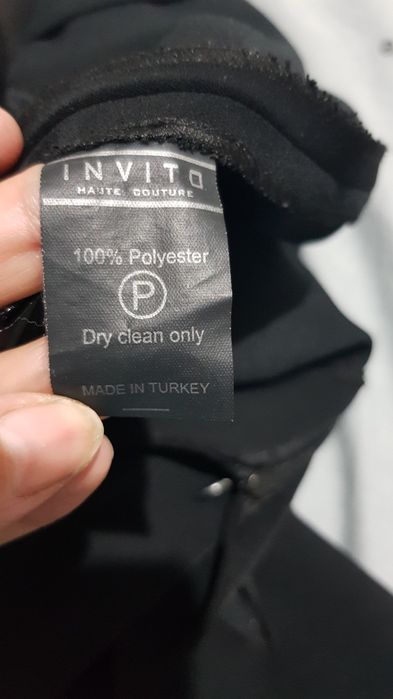 INVITO
HAUTE COUTURE
100% Polyester
P
Dry clean only
MADE IN TURKEY